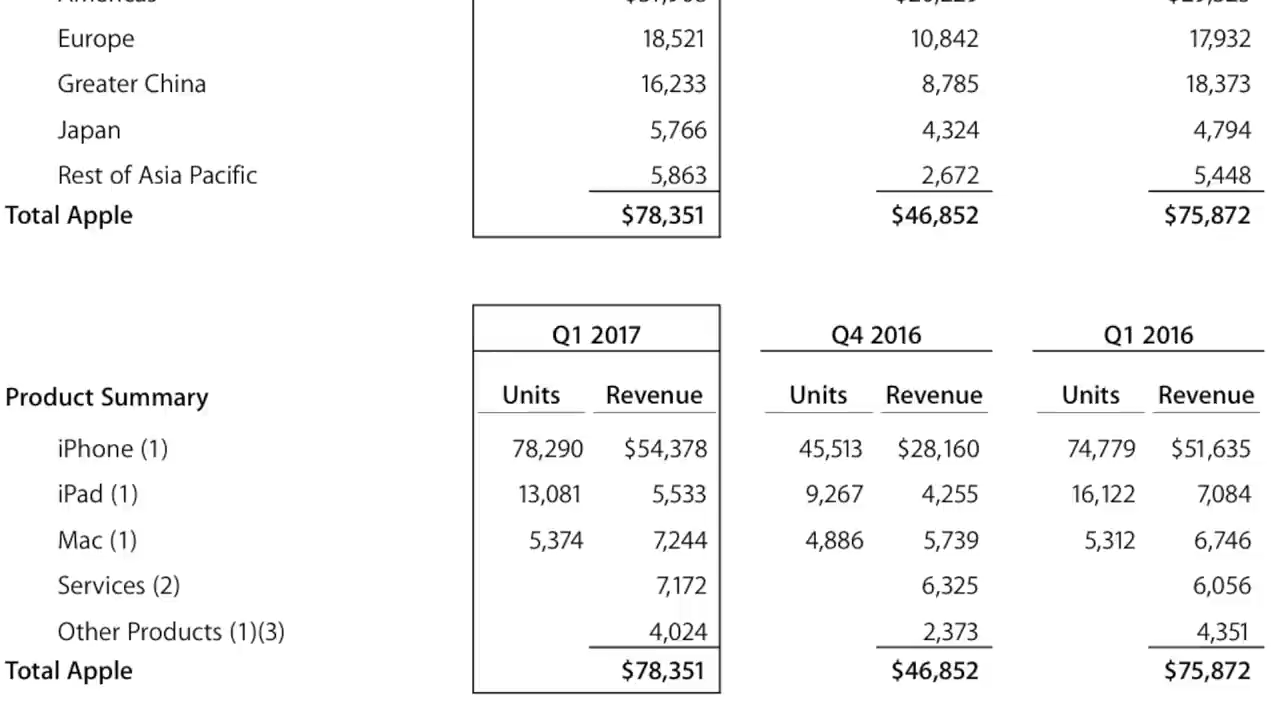 Europe 18,521 10,842 17,932
Greater China 16,233 8,785 18,373
Japan 5,766 4,324 4,794
Rest of Asia Pacific 5,863 2,672 5,448
Total Apple $78,351 $46,852 $75,872
Q1 2017 Q4 2016 Q1 2016
Product Summary Units Revenue Units Revenue Units Revenue
iPhone (1) 78,290 $54,378 45,513 $28,160 74,779 $51,635
iPad (1) 13,081 5,533 9,267 4,255 16,122 7,084
Mac (1) 5,374 7,244 4,886 5,739 5,312 6,746
Services (2) 7,172 6,325 6,056
Other Products (1)(3) 4,024 2,373 4,351
Total Apple $78,351 $46,852 $75,872